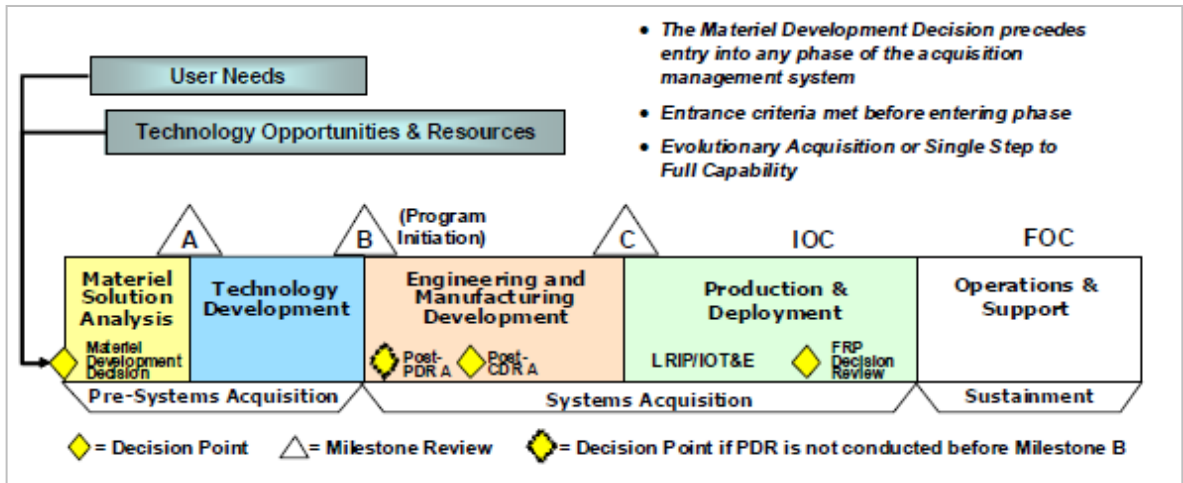 • The Materiel Development Decision precedes
entry into any phase of the acquisition
management system
• Entrance criteria met before entering phase
• Evolutionary Acquisition or Single Step to
Full Capability
User Needs
Technology Opportunities & Resources
A
B
(Program
Initiation)
C
IOC
FOC
Materiel
Solution
Analysis
Materiel
Development
Decision
Technology
Development
Engineering and
Manufacturing
Development
Post-
PDR A
Post-
CDR A
Production &
Deployment
LRIP/IOT&E
FRP
Decision
Review
Operations &
Support
Pre-Systems Acquisition
Systems Acquisition
Sustainment
= Decision Point
= Milestone Review
= Decision Point if PDR is not conducted before Milestone B